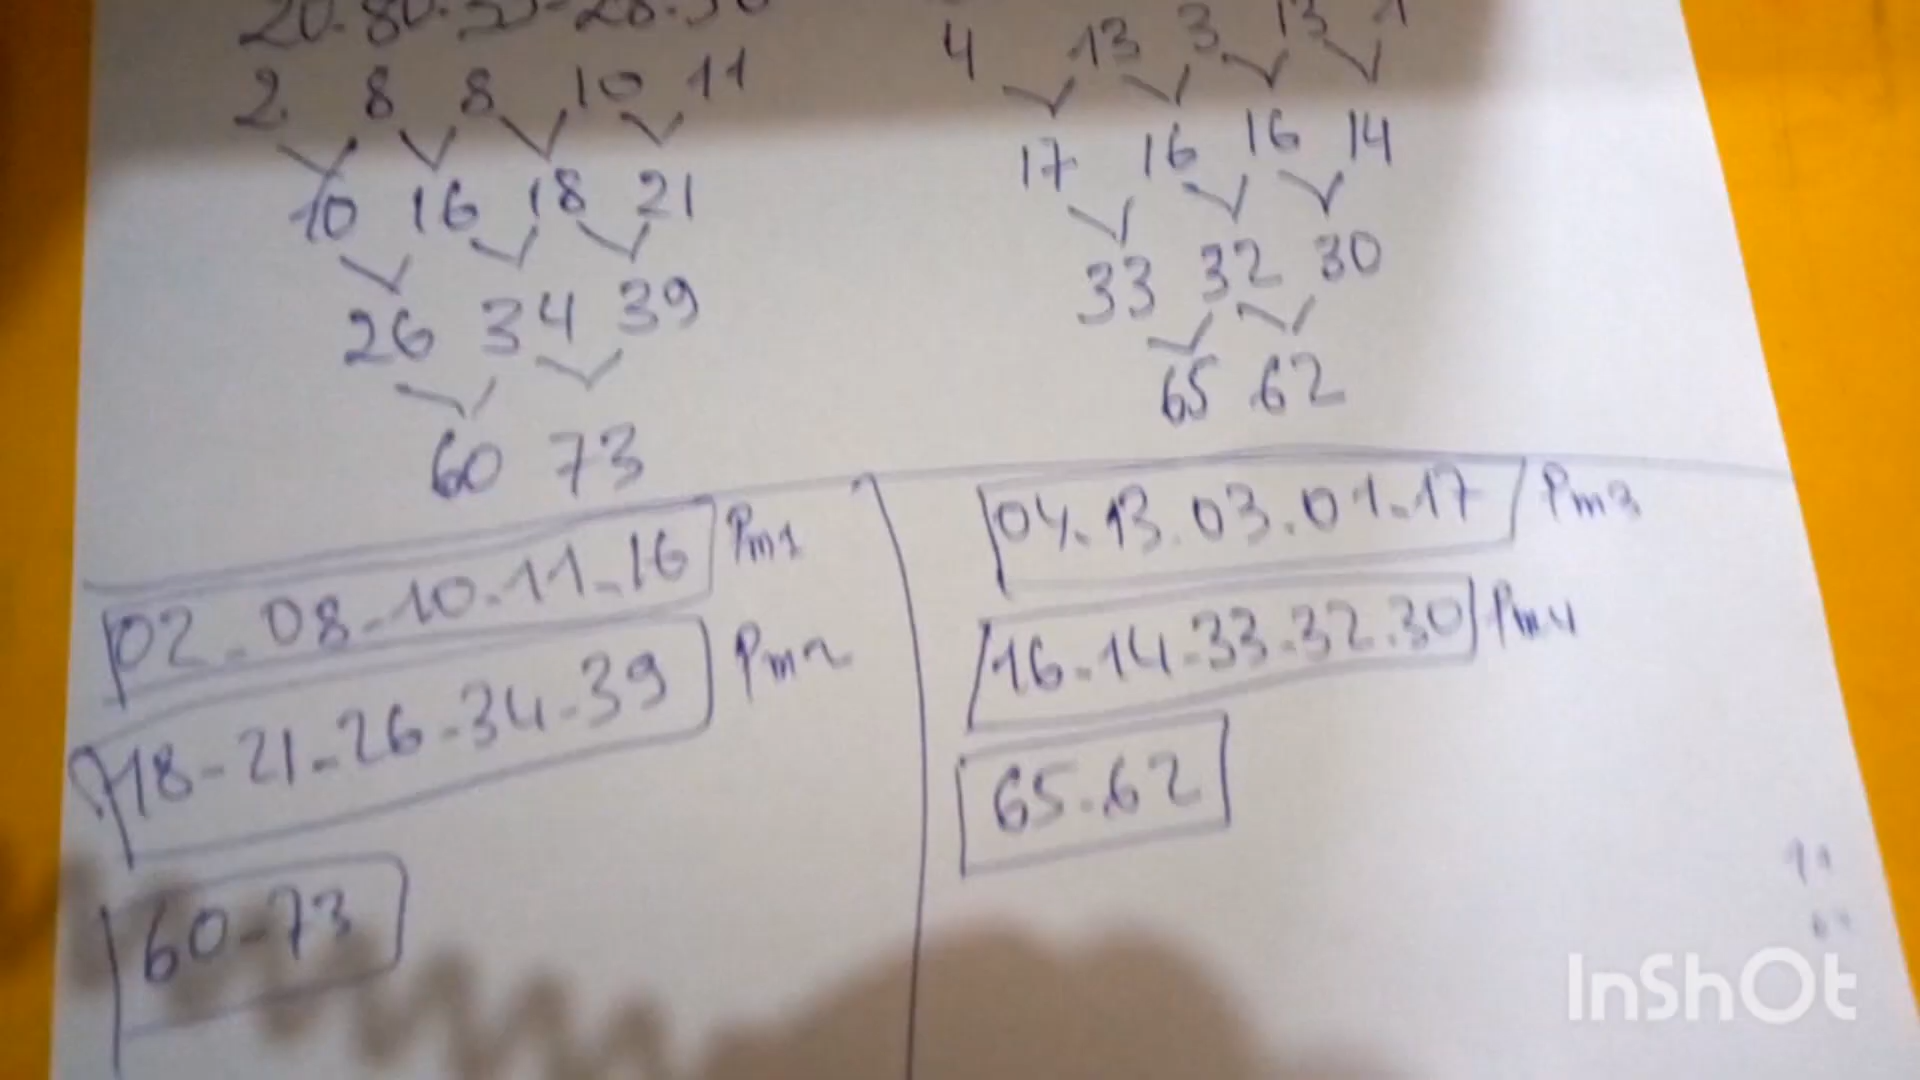 2 8 8 10 11
10 16 18 21
26 34 39
60 73
4 13 3 13 1
17 16 16 14
33 32 30
65 62
02-08-10-11-16 Pm1
18-21-26-34-39 Pm2
60-73
04.13.03.01-17 Pm3
16-14-33-32.30 Pm4
65-62
InShOt